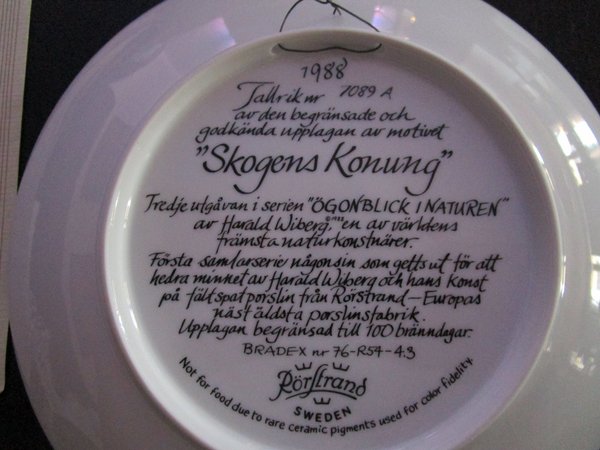 1988
Tallrik nr 7089 A
av den begränsade och
godkända upplagan av motivet
"Skogens Konung"
Tredje utgåvan i serien "ÖGONBLICK I NATUREN"
av Harald Wiberg, en av världens
främsta naturkonstnärer.
Första samlarserie någonsin som getts ut för att
hedra minnet av Harald Wiberg och hans konst
på fältspatporslin från Rörstrand—Europas
näst äldsta porslinsfabrik.
Upplagan begränsad till 100 bränndagar.
BRADEX nr 76-R54-4.3
Rörstrand
SWEDEN
Not for food due to rare ceramic pigments used for color fidelity.